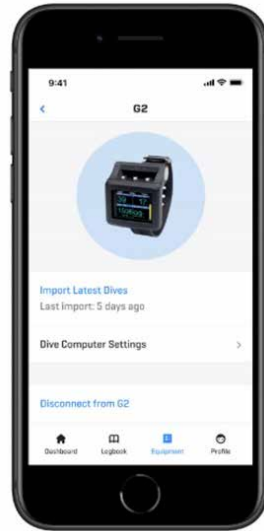 9:41
G2
Import Latest Dives
Last import: 5 days ago
Dive Computer Settings
Disconnect from G2
Dashboard Logbook Equipment Profile